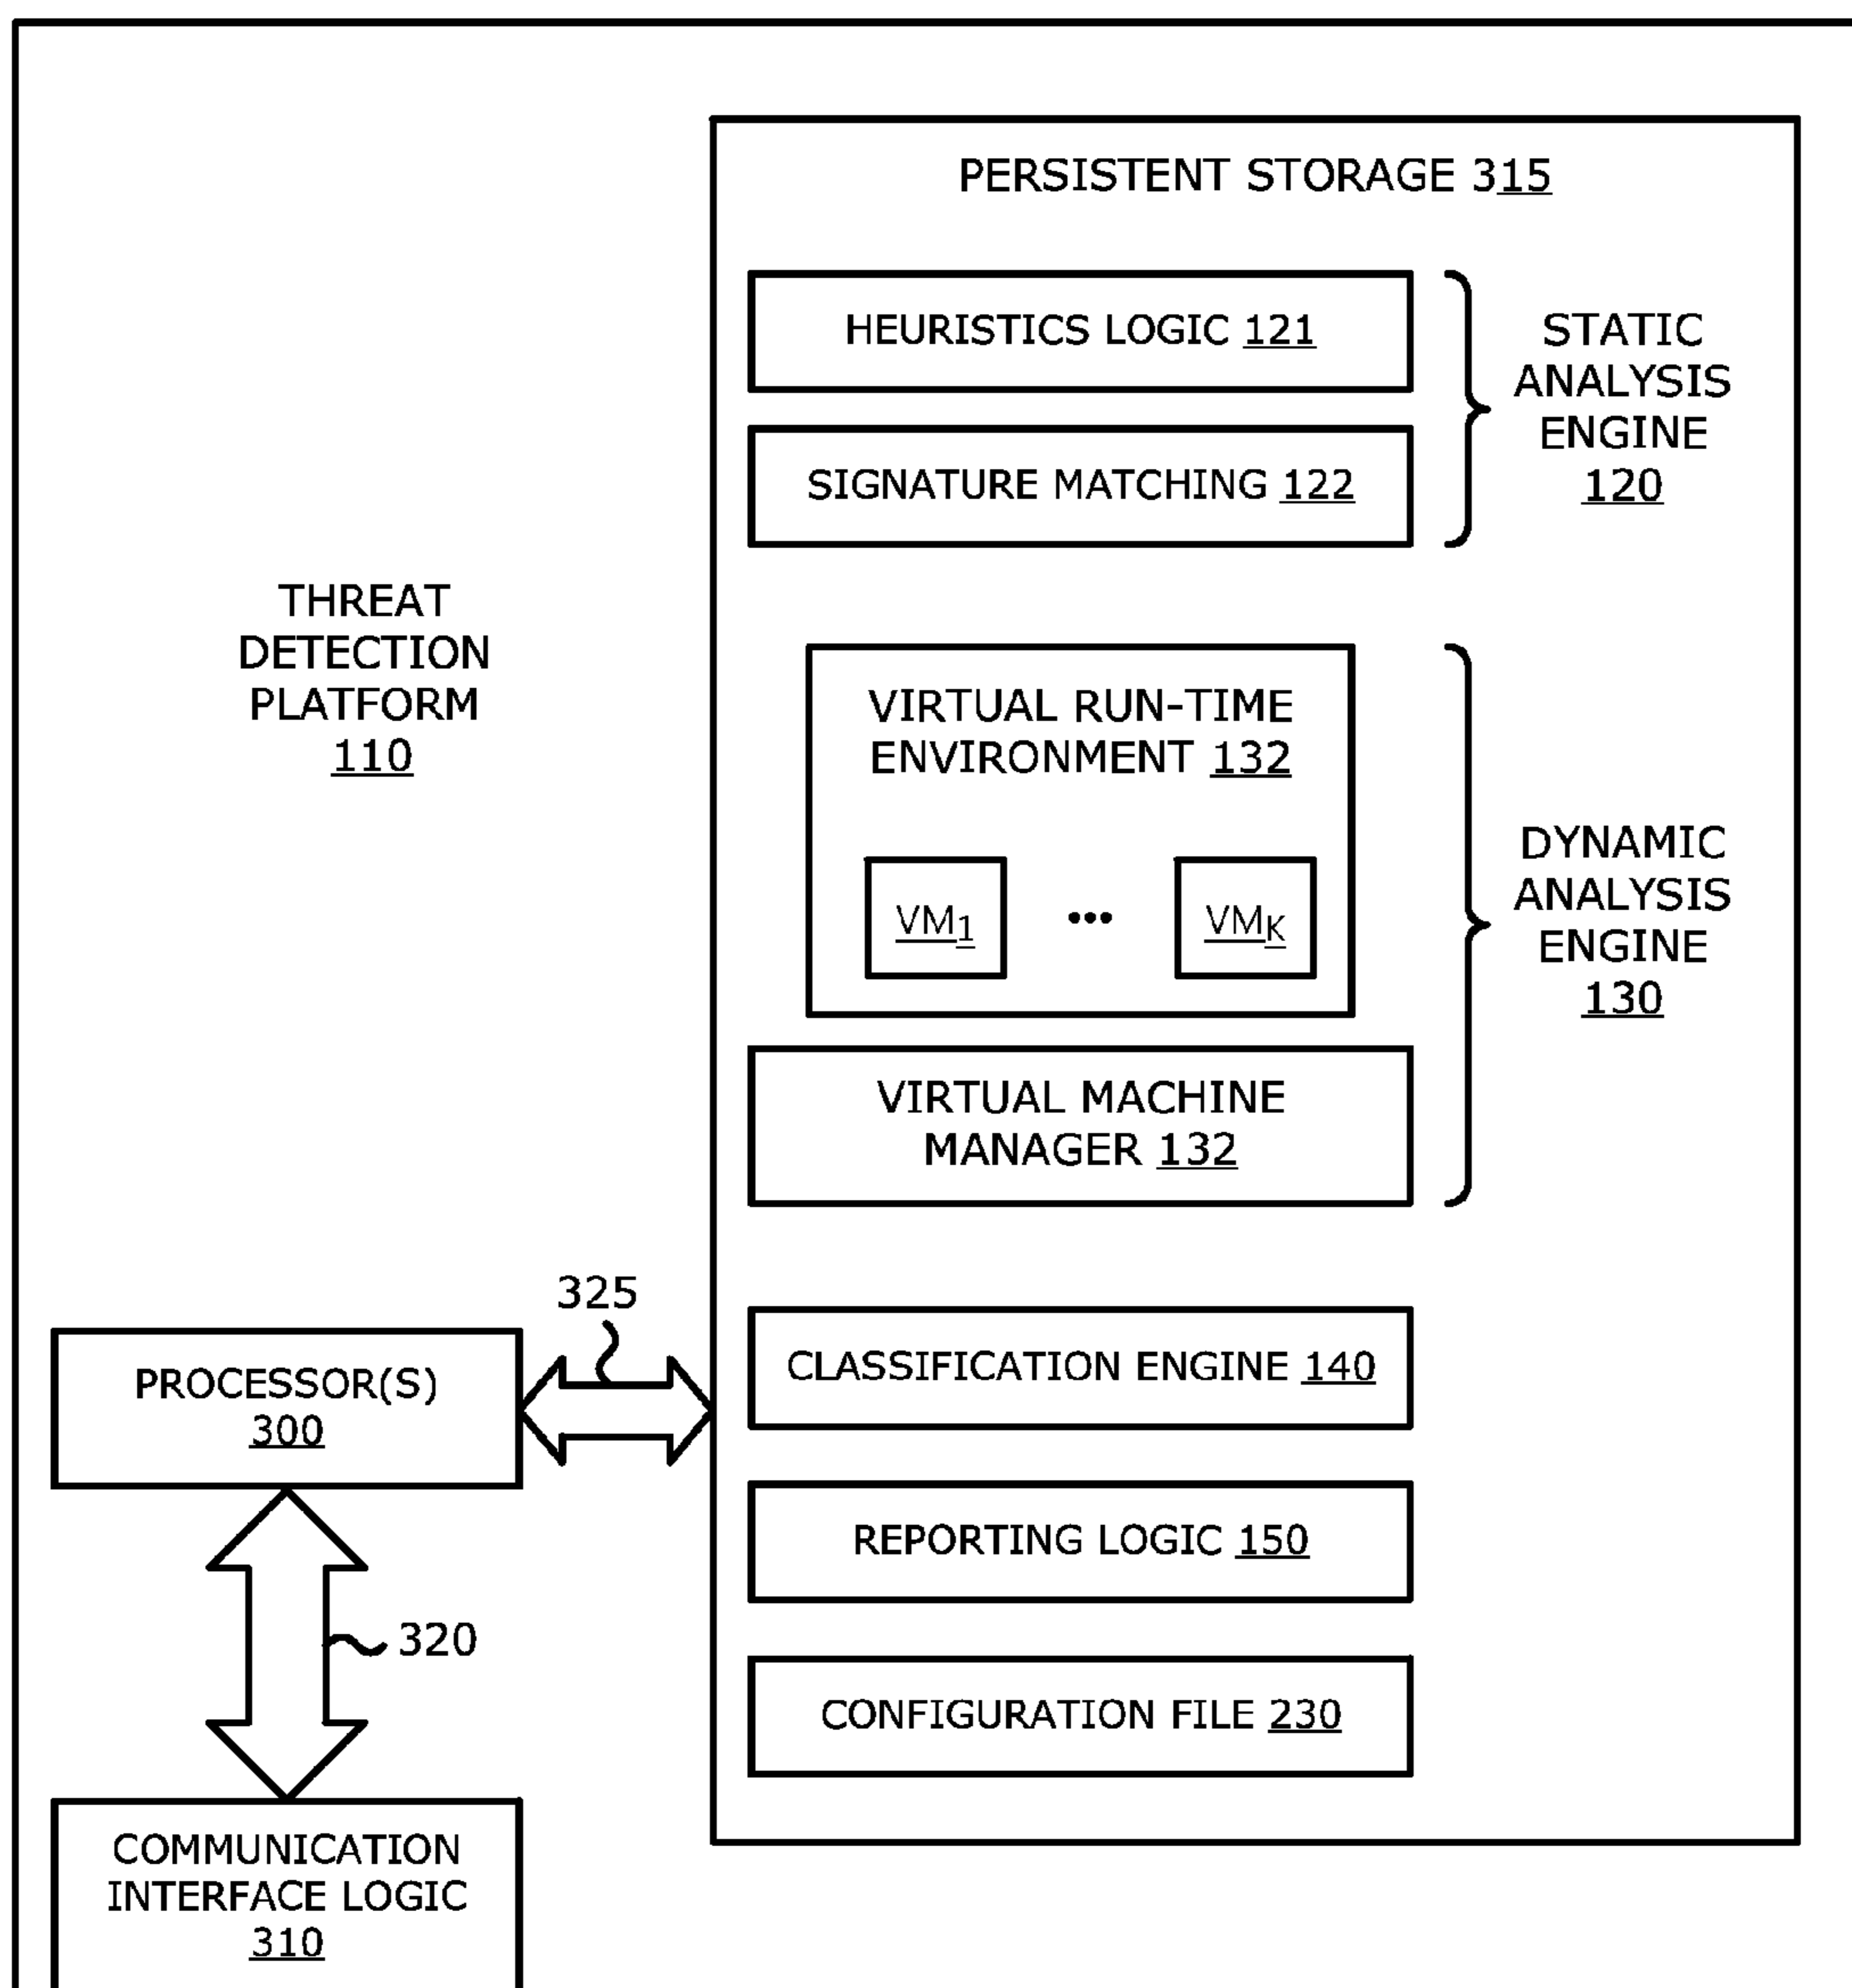 PERSISTENT STORAGE 315
HEURISTICS LOGIC 121
SIGNATURE MATCHING 122
STATIC
ANALYSIS
ENGINE
120
THREAT
DETECTION
PLATFORM
110
VIRTUAL RUN-TIME
ENVIRONMENT 132
VM1
•••
VMK
VIRTUAL MACHINE
MANAGER 132
DYNAMIC
ANALYSIS
ENGINE
130
325
PROCESSOR(S)
300
CLASSIFICATION ENGINE 140
REPORTING LOGIC 150
320
CONFIGURATION FILE 230
COMMUNICATION
INTERFACE LOGIC
310